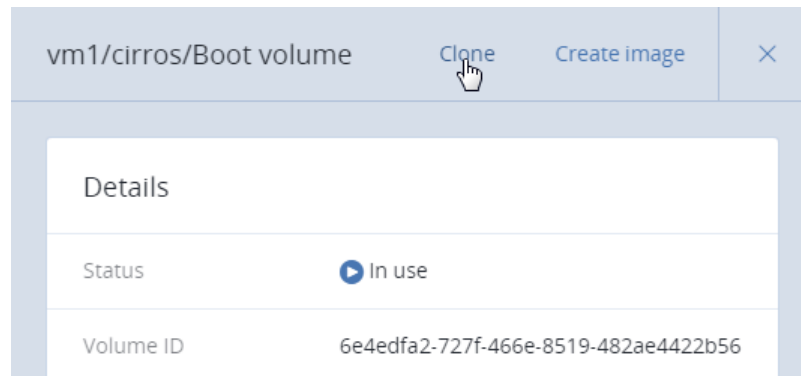 vm1/cirros/Boot volume Clone Create image
Details
Status In use
Volume ID 6e4edfa2-727f-466e-8519-482ae4422b56